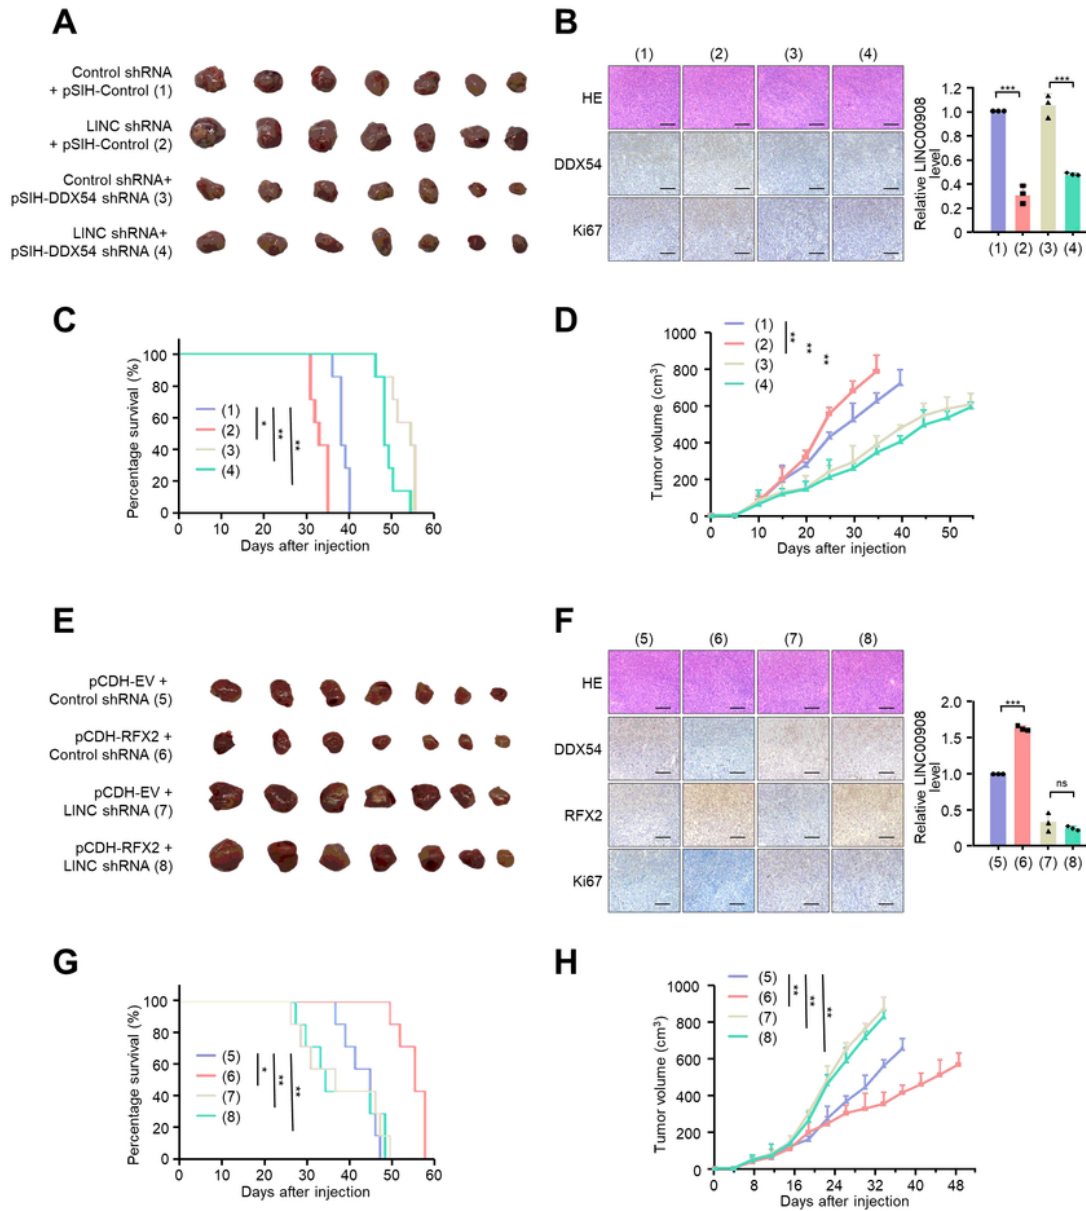 A
Control shRNA
+ pSIH-Control (1)
LINC shRNA
+ pSIH-Control (2)
Control shRNA+
pSIH-DDX54 shRNA (3)
LINC shRNA+
pSIH-DDX54 shRNA (4)
B
(1) (2) (3) (4)
HE
DDX54
Ki67
Relative LINC00908
level
1.2
1.0
0.8
0.6
0.4
0.2
0
*** ***
(1) (2) (3) (4)
C
Percentage survival (%)
100
80
60
40
20
0
(1)
(2)
(3)
(4)
* ** **
0 10 20 30 40 50 60
Days after injection
D
Tumor volume (cm³)
1000
800
600
400
200
0
(1)
(2)
(3)
(4)
** ** **
0 10 20 30 40 50
Days after injection
E
pCDH-EV +
Control shRNA (5)
pCDH-RFX2 +
Control shRNA (6)
pCDH-EV +
LINC shRNA (7)
pCDH-RFX2 +
LINC shRNA (8)
F
(5) (6) (7) (8)
HE
DDX54
RFX2
Ki67
Relative LINC00908
level
2.0
1.5
1.0
0.5
0
*** ns
(5) (6) (7) (8)
G
Percentage survival (%)
100
80
60
40
20
0
(5)
(6)
(7)
(8)
* ** **
0 10 20 30 40 50 60
Days after injection
H
Tumor volume (cm³)
1000
800
600
400
200
0
(5)
(6)
(7)
(8)
** ** **
0 8 16 24 32 40 48
Days after injection